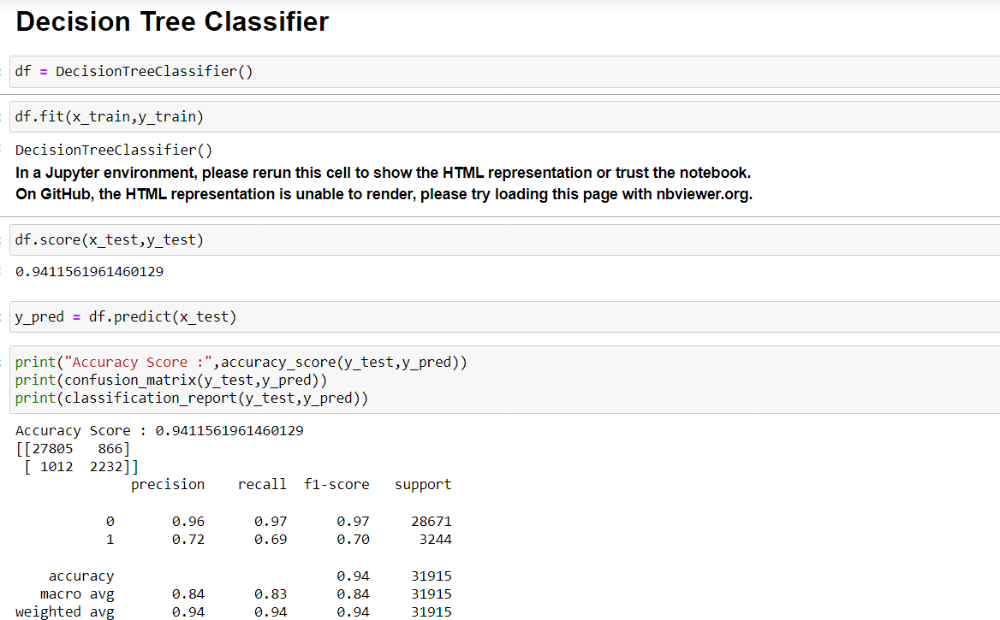 Decision Tree Classifier
df = DecisionTreeClassifier()
df.fit(x_train,y_train)
DecisionTreeClassifier()
In a Jupyter environment, please rerun this cell to show the HTML representation or trust the notebook.
On GitHub, the HTML representation is unable to render, please try loading this page with nbviewer.org.
df.score(x_test,y_test)
0.9411561961460129
y_pred = df.predict(x_test)
print("Accuracy Score :",accuracy_score(y_test,y_pred))
print(confusion_matrix(y_test,y_pred))
print(classification_report(y_test,y_pred))
Accuracy Score : 0.9411561961460129
[[27805   866]
 [ 1012  2232]]
              precision    recall  f1-score   support
           0       0.96      0.97      0.97     28671
           1       0.72      0.69      0.70      3244
    accuracy                           0.94     31915
   macro avg       0.84      0.83      0.84     31915
weighted avg       0.94      0.94      0.94     31915